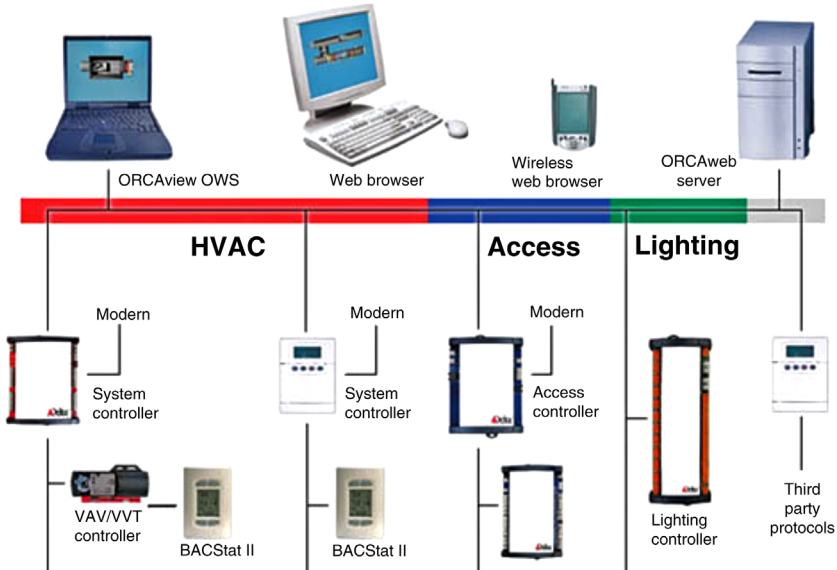 ORCAview OWS
Web browser
Wireless
web browser
ORCAweb
server
HVAC
Access
Lighting
Modern
System
controller
Modern
System
controller
Modern
Access
controller
Lighting
controller
Third
party
protocols
VAV/VVT
controller
BACStat II
BACStat II